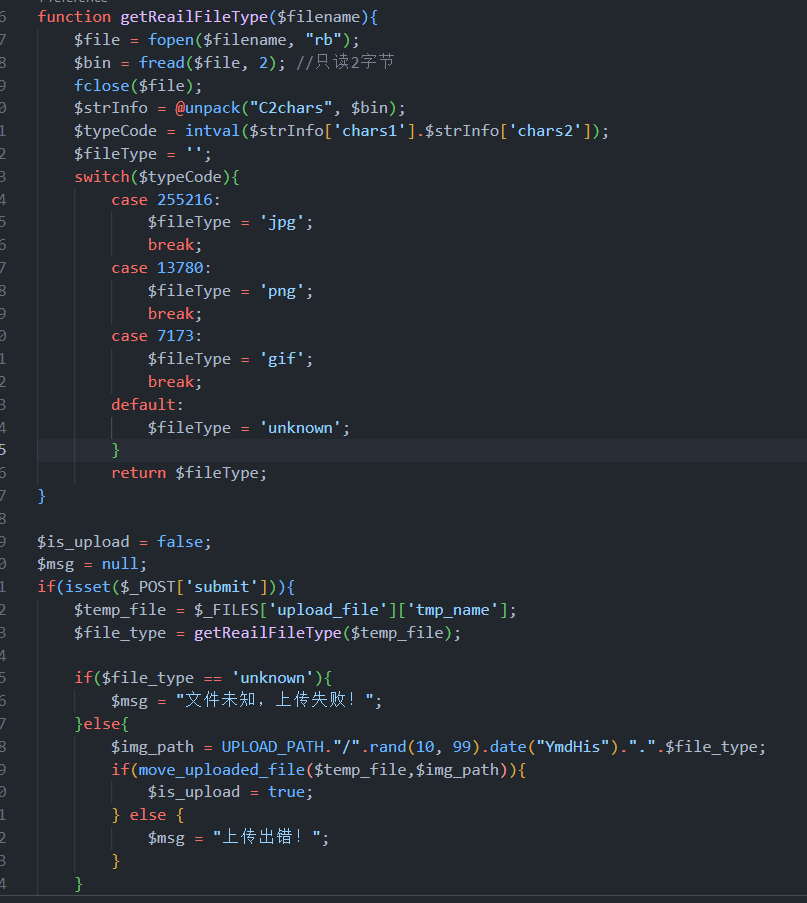 6 function getReailFileType($filename){
7     $file = fopen($filename, "rb");
8     $bin = fread($file, 2); //只读2字节
9     fclose($file);
0     $strInfo = @unpack("C2chars", $bin);
1     $typeCode = intval($strInfo['chars1'].$strInfo['chars2']);
2     $fileType = '';
3     switch($typeCode){
4         case 255216:
5             $fileType = 'jpg';
6             break;
7         case 13780:
8             $fileType = 'png';
9             break;
0         case 7173:
1             $fileType = 'gif';
2             break;
3         default:
4             $fileType = 'unknown';
5         }
6         return $fileType;
7 }
8
9 $is_upload = false;
0 $msg = null;
1 if(isset($_POST['submit'])){
2     $temp_file = $_FILES['upload_file']['tmp_name'];
3     $file_type = getReailFileType($temp_file);
4
5     if($file_type == 'unknown'){
6         $msg = "文件未知，上传失败！";
7     }else{
8         $img_path = UPLOAD_PATH."/".rand(10, 99).date("YmdHis").".".$file_type;
9         if(move_uploaded_file($temp_file,$img_path)){
0             $is_upload = true;
1         } else {
2             $msg = "上传出错！";
3         }
4     }